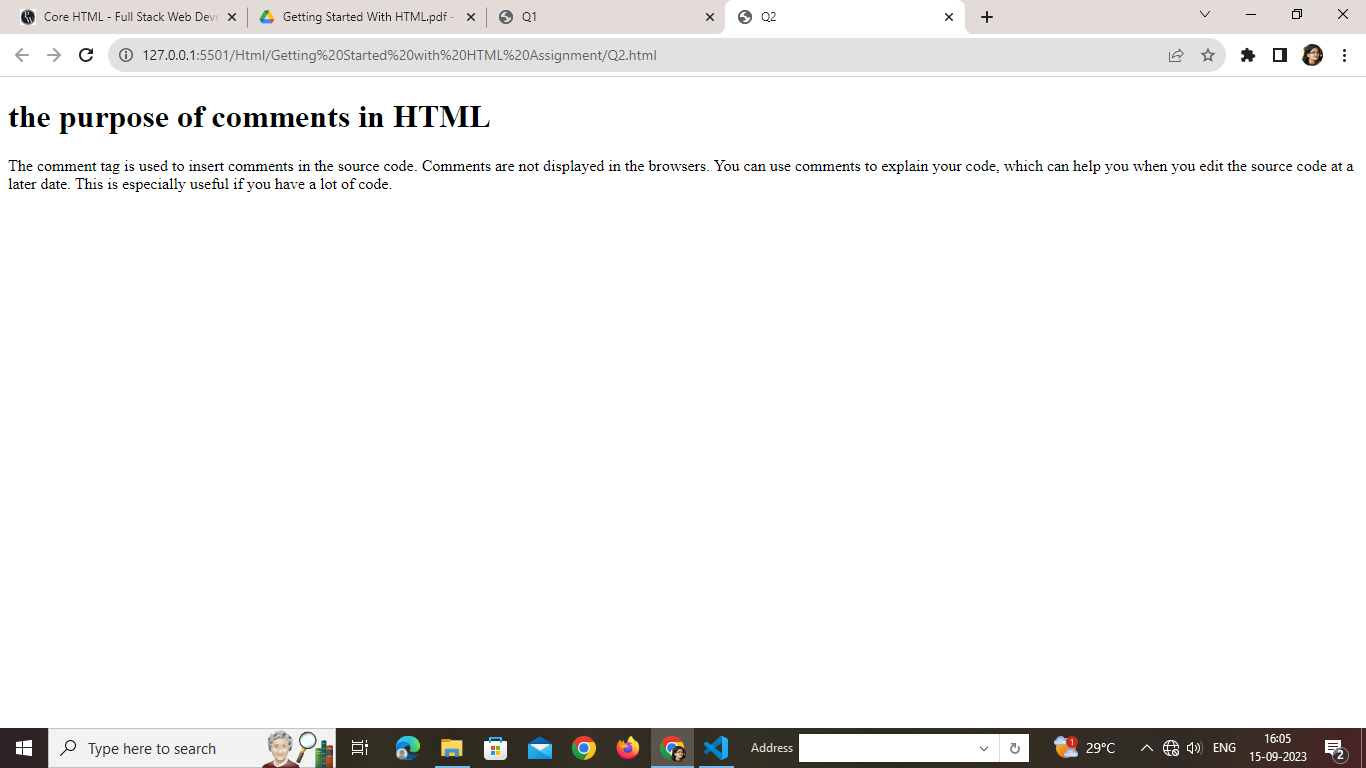 Core HTML - Full Stack Web Deve
Getting Started With HTML.pdf -
Q1
Q2
127.0.0.1:5501/Html/Getting%20Started%20with%20HTML%20Assignment/Q2.html
the purpose of comments in HTML
The comment tag is used to insert comments in the source code. Comments are not displayed in the browsers. You can use comments to explain your code, which can help you when you edit the source code at a
later date. This is especially useful if you have a lot of code.
Type here to search
Address
1
29°C
ENG
16:05
15-09-2023
2